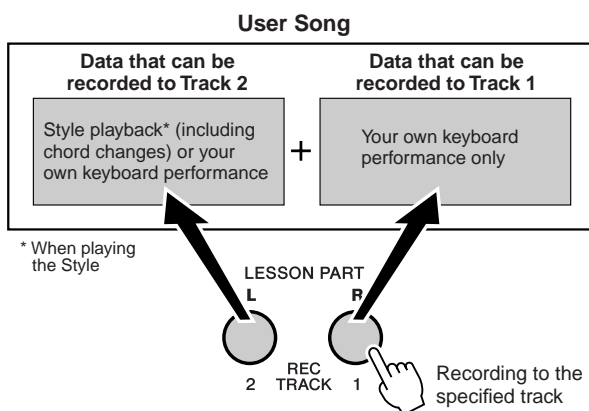 User Song
Data that can be
recorded to Track 2
Data that can be
recorded to Track 1
Style playback* (including
chord changes) or your
own keyboard performance
+
Your own keyboard
performance only
* When playing
the Style
LESSON PART
L
R
REC
TRACK
2
1
Recording to the
specified track